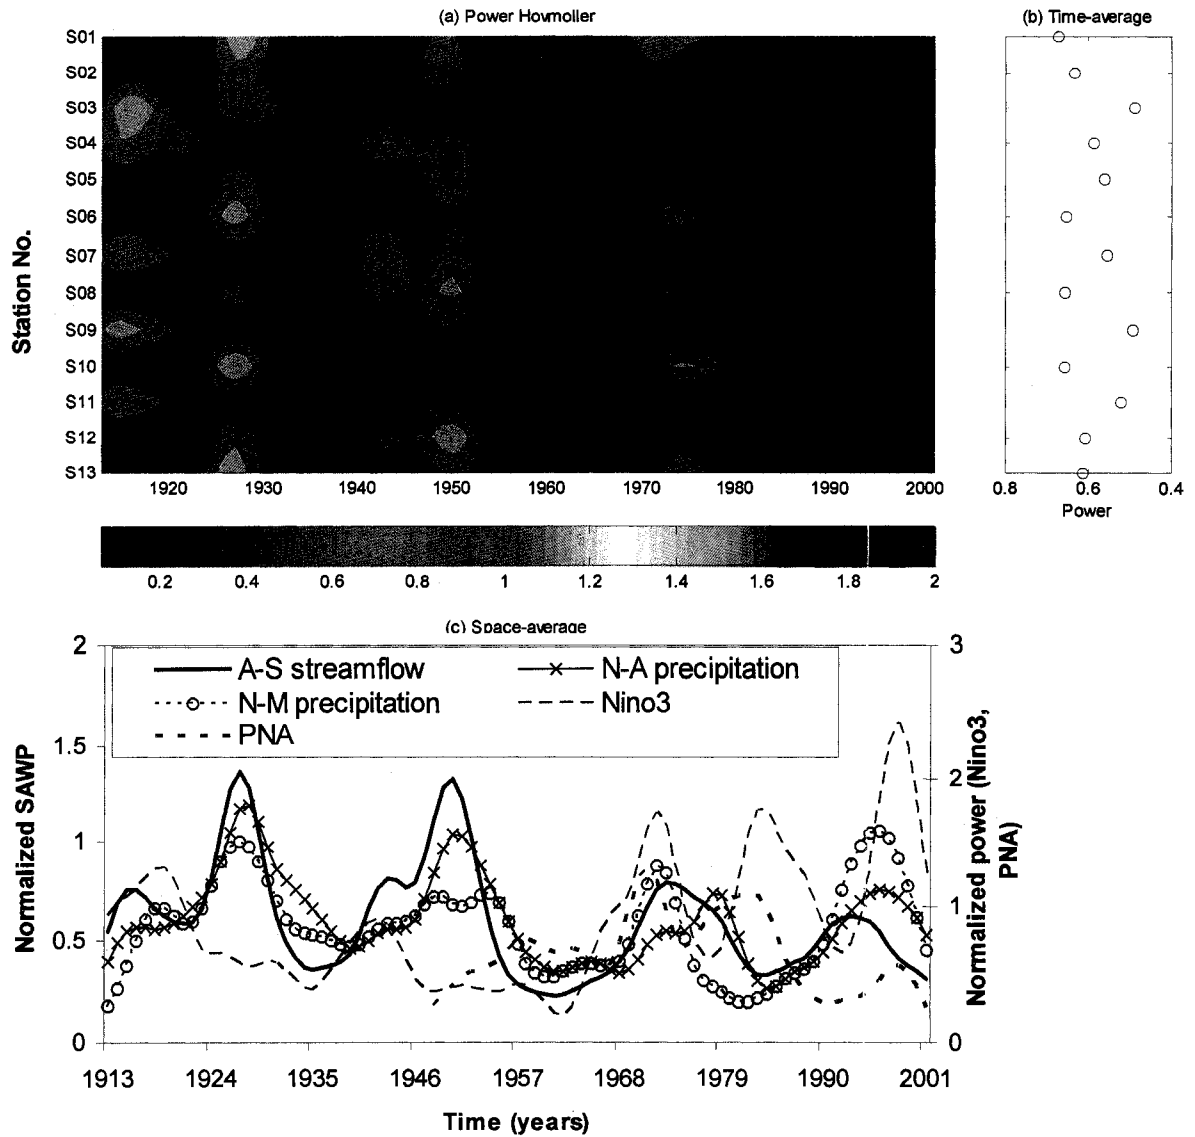 (a) Power Hovmoller
(b) Time-average
S01
S02
S03
S04
S05
S06
S07
S08
S09
S10
S11
S12
S13
Station No.
1920 1930 1940 1950 1960 1970 1980 1990 2000
0.8 0.6 0.4
Power
0.2 0.4 0.6 0.8 1 1.2 1.4 1.6 1.8 2
(c) Space-average
A-S streamflow
N-A precipitation
N-M precipitation
Nino3
PNA
2
1.5
1
0.5
0
Normalized SAWP
3
2
1
0
Normalized power (Nino3,
PNA)
1913 1924 1935 1946 1957 1968 1979 1990 2001
Time (years)